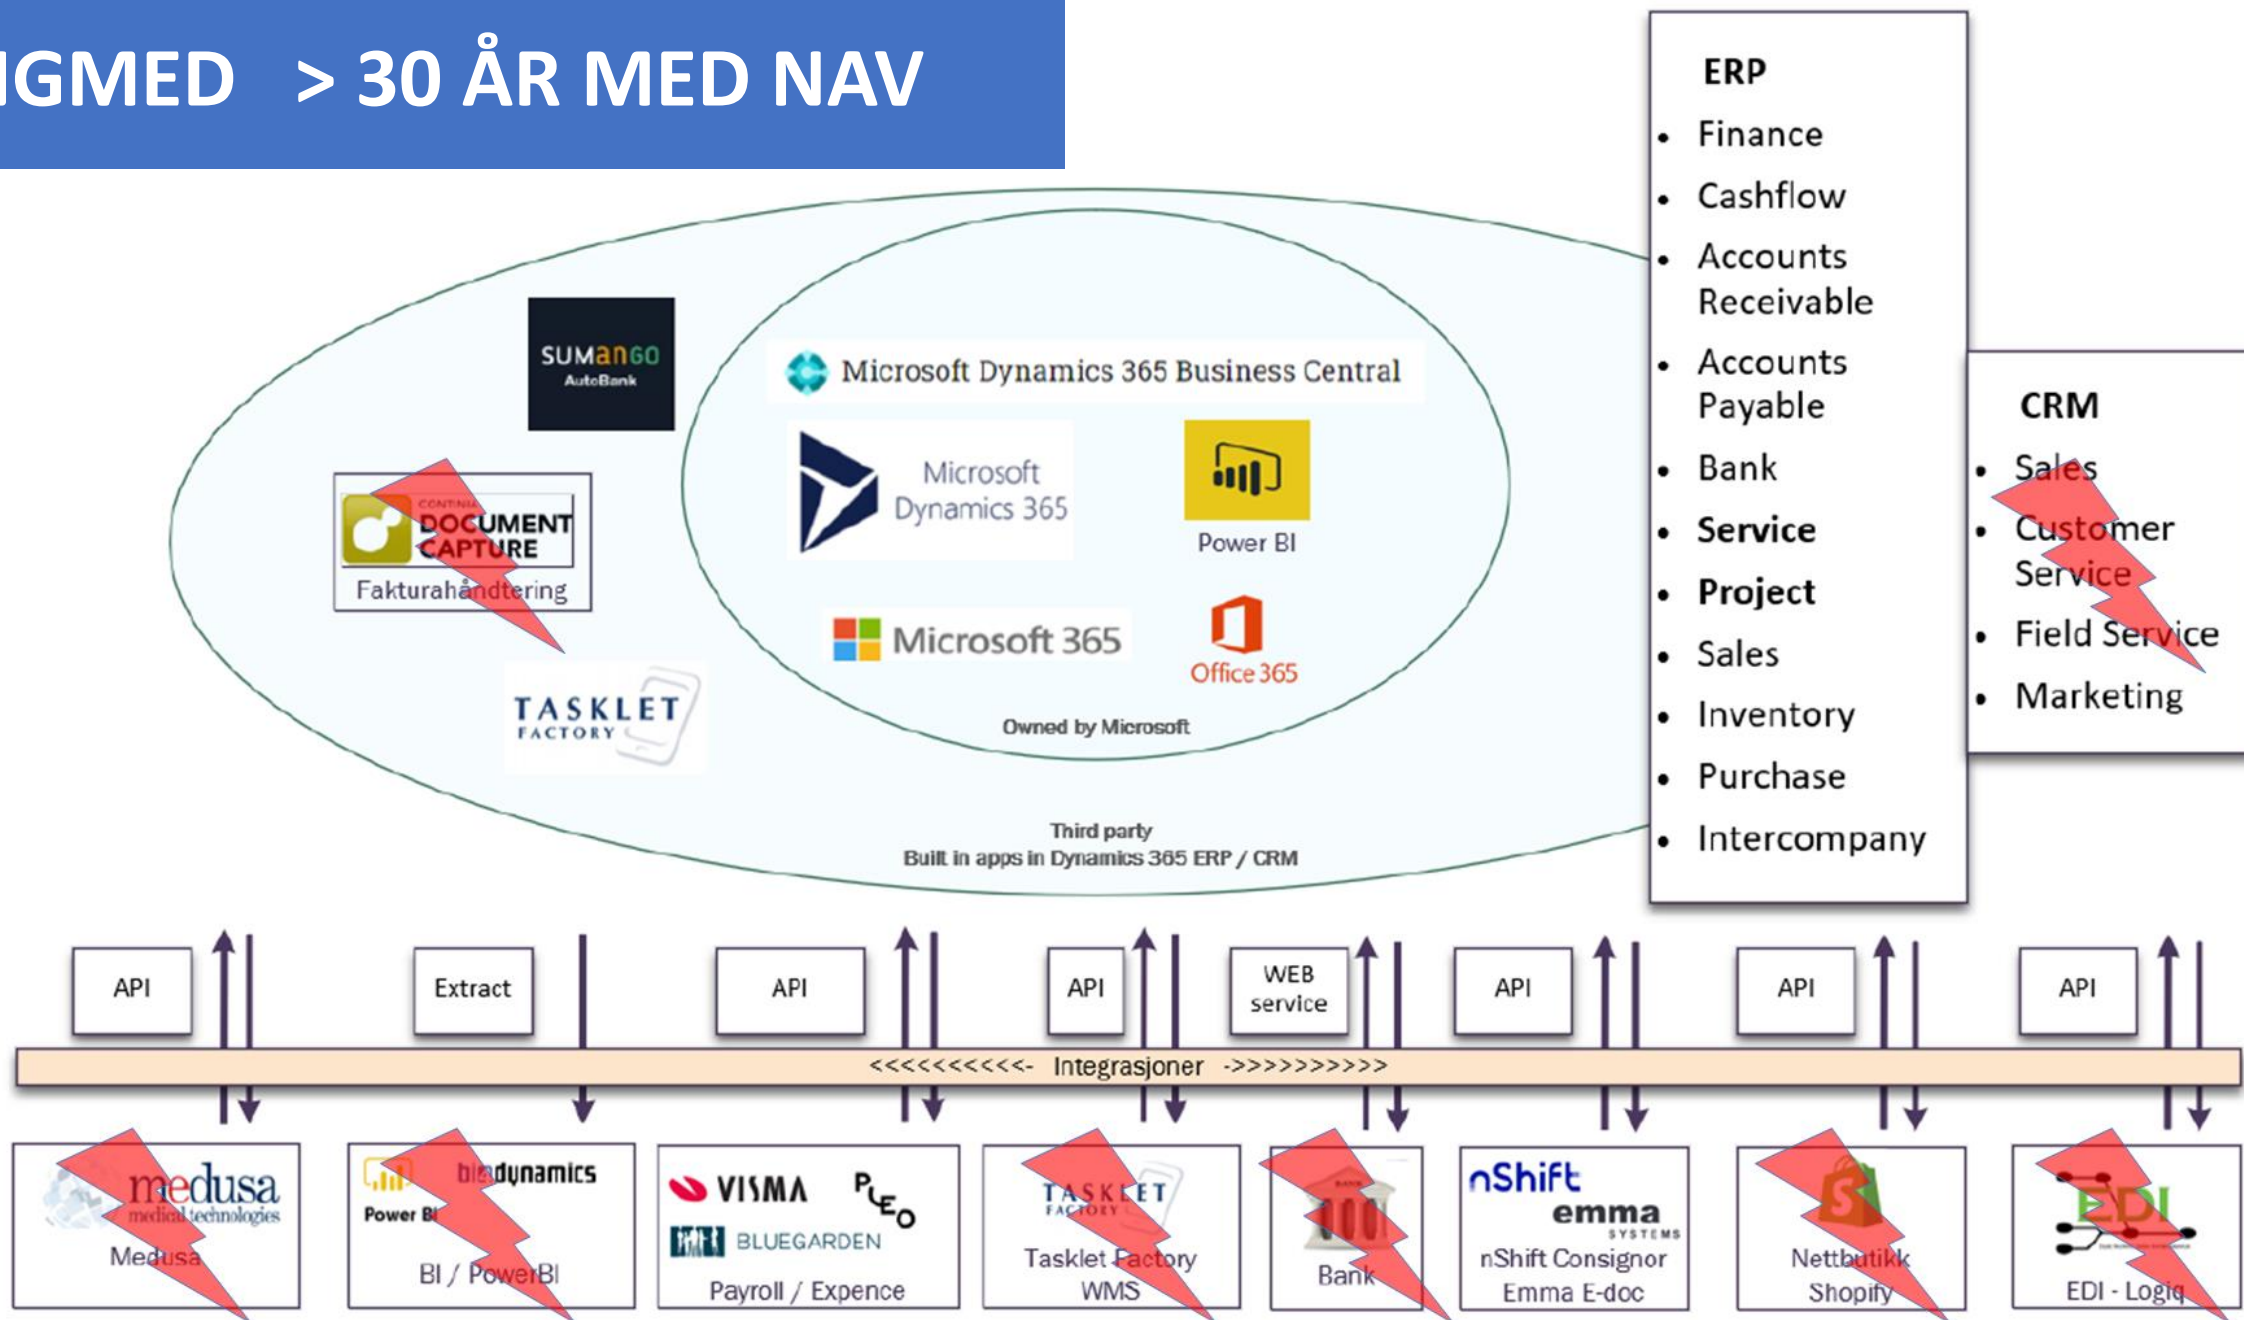 IGMED > 30 ÅR MED NAV
ERP
• Finance
• Cashflow
• Accounts
Receivable
• Accounts
Payable
• Bank
• Service
• Project
• Sales
• Inventory
• Purchase
• Intercompany
CRM
• Sales
• Customer
Service
• Field Service
• Marketing
SUMANGO
AutoBank
CONTINIA
DOCUMENT
CAPTURE
Fakturahåndtering
TASKLET
FACTORY
Microsoft Dynamics 365 Business Central
Microsoft
Dynamics 365
Power BI
Microsoft 365
Office 365
Owned by Microsoft
Third party
Built in apps in Dynamics 365 ERP / CRM
API
Extract
API
API
WEB
service
API
API
API
<<<<<<<<<<- Integrasjoner ->>>>>>>>>>
medusa
medical technologies
Medusa
Power BI
dynamics
BI / PowerBI
VISMA
PLEO
BLUEGARDEN
Payroll / Expence
TASKLET
FACTORY
Tasklet Factory
WMS
BANK
Bank
nShift
emma
SYSTEMS
nShift Consignor
Emma E-doc
S
Nettbutikk
Shopify
EDI
EDI - Logiq